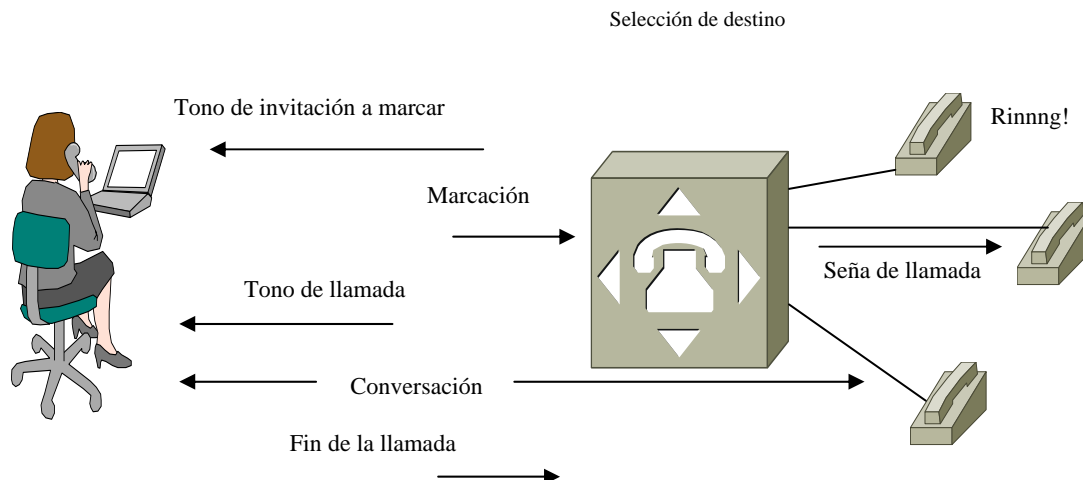 Selección de destino
Tono de invitación a marcar
Rinnng!
Marcación
Seña de llamada
Tono de llamada
Conversación
Fin de la llamada